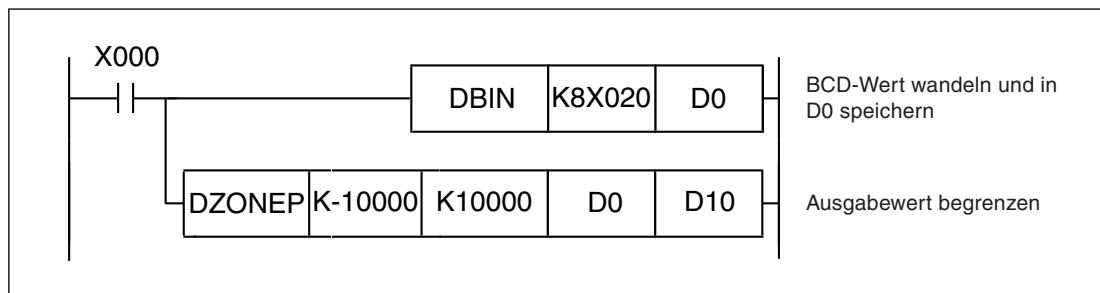 X000
DBIN K8X020 D0
BCD-Wert wandeln und in
D0 speichern
DZONEP K-10000 K10000 D0 D10
Ausgabewert begrenzen